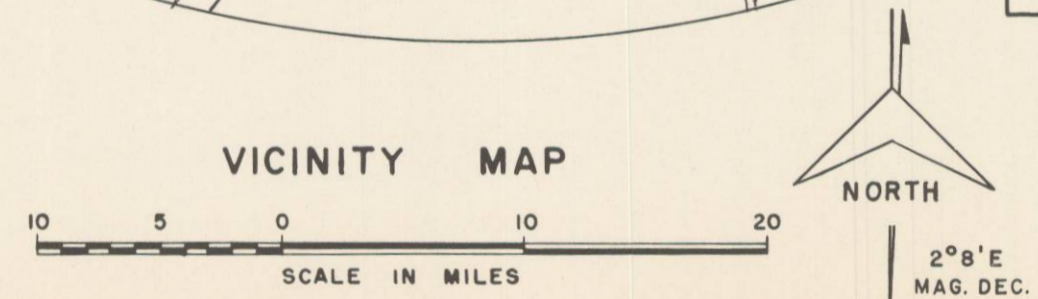 VICINITY MAP
NORTH
10 5 0 10 20
SCALE IN MILES
2°8'E
MAG. DEC.